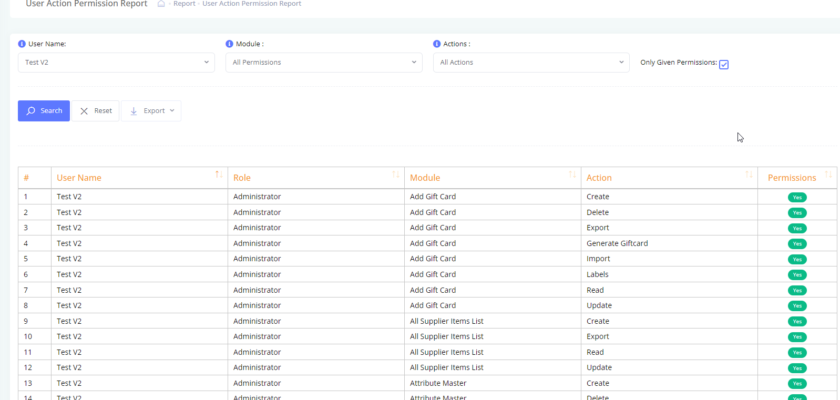 User Action Permission Report - Report - User Action Permission Report
User Name: Module : Actions :
Test V2 All Permissions All Actions Only Given Permissions:
Search Reset Export
# User Name Role Module Action Permissions
1 Test V2 Administrator Add Gift Card Create Yes
2 Test V2 Administrator Add Gift Card Delete Yes
3 Test V2 Administrator Add Gift Card Export Yes
4 Test V2 Administrator Add Gift Card Generate Giftcard Yes
5 Test V2 Administrator Add Gift Card Import Yes
6 Test V2 Administrator Add Gift Card Labels Yes
7 Test V2 Administrator Add Gift Card Read Yes
8 Test V2 Administrator Add Gift Card Update Yes
9 Test V2 Administrator All Supplier Items List Create Yes
10 Test V2 Administrator All Supplier Items List Export Yes
11 Test V2 Administrator All Supplier Items List Read Yes
12 Test V2 Administrator All Supplier Items List Update Yes
13 Test V2 Administrator Attribute Master Create Yes
14 Test V2 Administrator Attribute Master Delete Yes